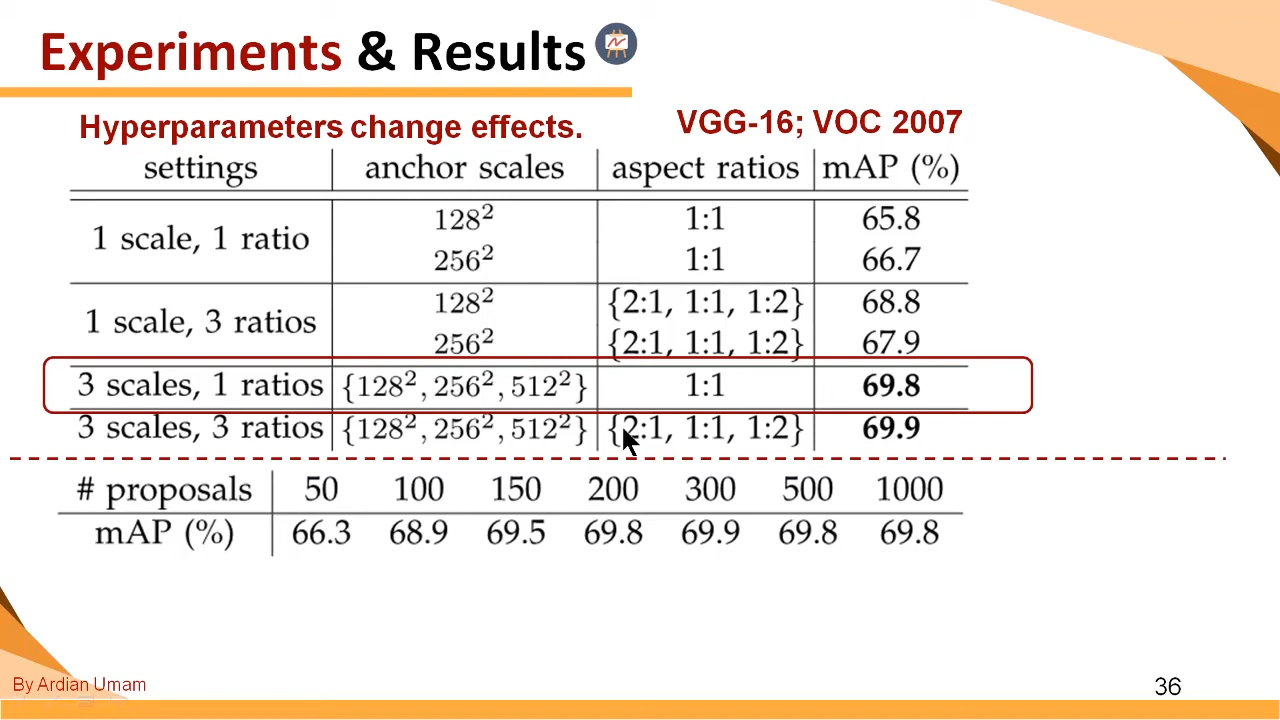 Experiments & Results
Hyperparameters change effects.
VGG-16; VOC 2007
settings anchor scales aspect ratios mAP (%)
1 scale, 1 ratio 128² 1:1 65.8
256² 1:1 66.7
1 scale, 3 ratios 128² {2:1, 1:1, 1:2} 68.8
256² {2:1, 1:1, 1:2} 67.9
3 scales, 1 ratios {128², 256², 512²} 1:1 69.8
3 scales, 3 ratios {128², 256², 512²} {2:1, 1:1, 1:2} 69.9
# proposals 50 100 150 200 300 500 1000
mAP (%) 66.3 68.9 69.5 69.8 69.9 69.8 69.8
By Ardian Umam
36